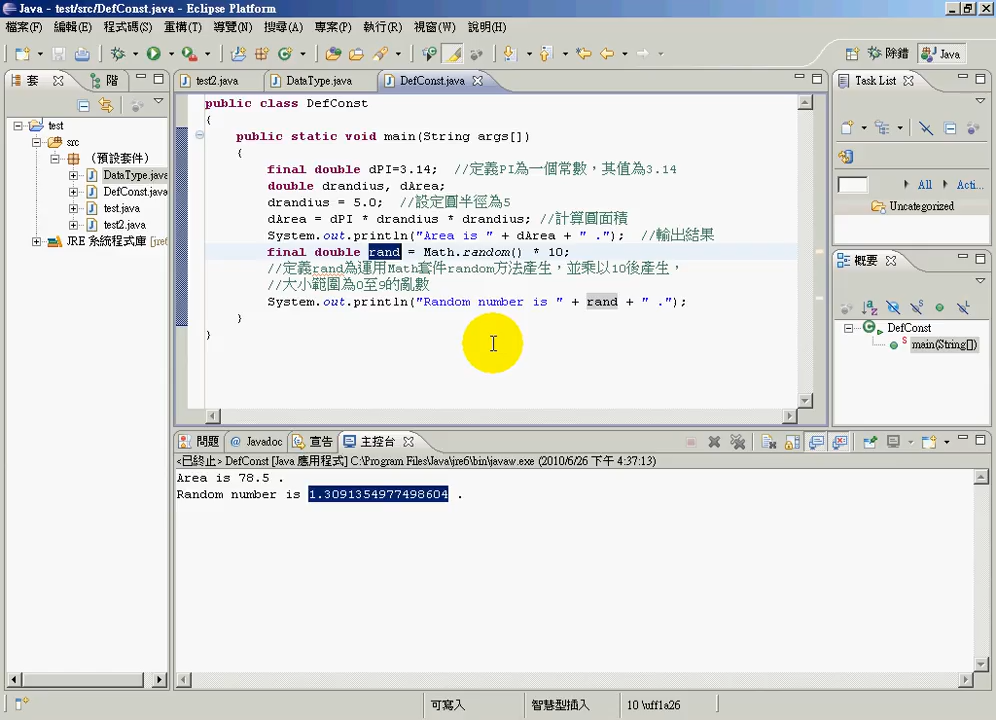 Java - test/src/DefConst.java - Eclipse Platform
檔案(F) 編輯(E) 程式碼(S) 重構(T) 導覽(N) 搜尋(A) 專案(P) 執行(R) 視窗(W) 說明(H)
除錯 Java
套 階
test2.java DataType.java DefConst.java
Task List
test
src
(預設套件)
DataType.java
DefConst.java
test.java
test2.java
JRE 系統程式庫 [jre6
public class DefConst
{
public static void main(String args[])
{
final double dPI=3.14; //定義PI為一個常數，其值為3.14
double drandius, dArea;
drandius = 5.0; //設定圓半徑為5
dArea = dPI * drandius * drandius; //計算圓面積
System.out.println("Area is " + dArea + " ."); //輸出結果
final double rand = Math.random() * 10;
//定義rand為運用Math套件random方法產生，並乘以10後產生，
//大小範圍為0至9的亂數
System.out.println("Random number is " + rand + " .");
}
}
All Acti...
Uncategorized
概要
DefConst
main(String[])
問題 @ Javadoc 宣告 主控台
<已終止> DefConst [Java 應用程式] C:\Program Files\Java\jre6\bin\javaw.exe (2010/6/26 下午 4:37:13)
Area is 78.5 .
Random number is 1.3091354977498604 .
可寫入 智慧型插入 10 \uff1a26